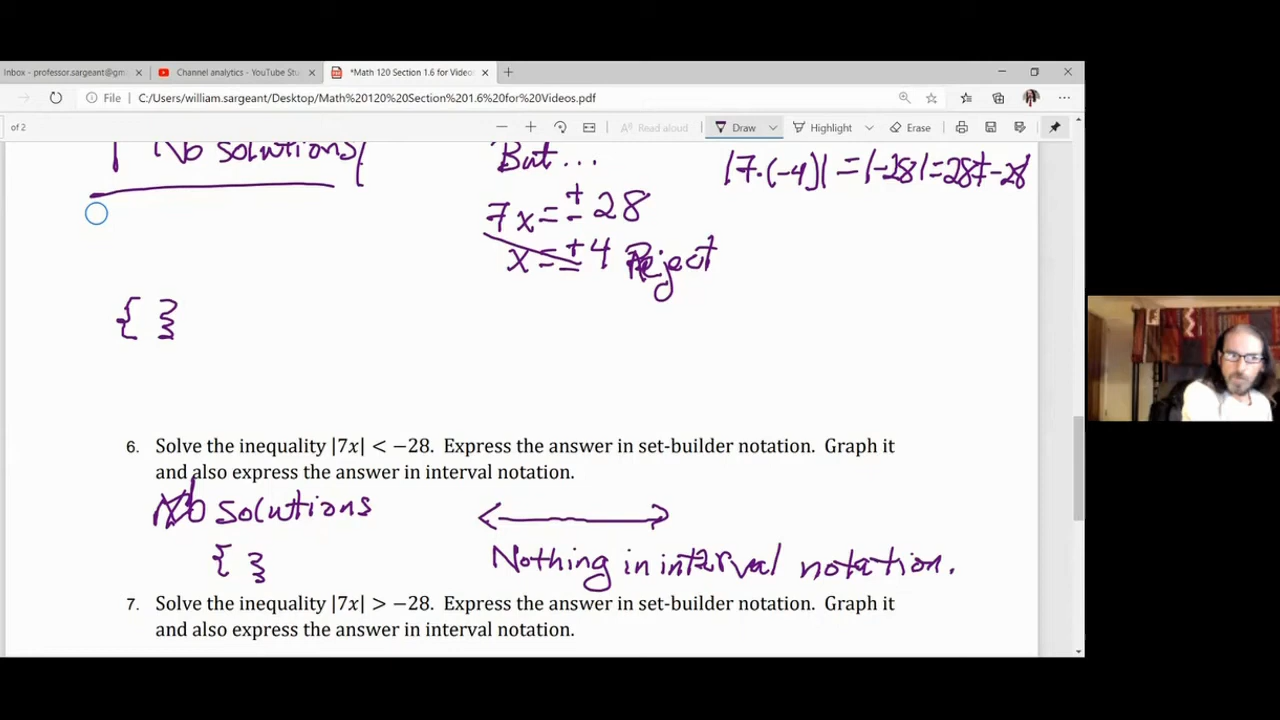 Inbox - professor.sargeant@gm
Channel analytics - YouTube Stu
*Math 120 Section 1.6 for Videos
File
C:/Users/william.sargeant/Desktop/Math%20120%20Section%201.6%20for%20Videos.pdf
of 2
Read aloud
Draw
Highlight
Erase
No solutions
But...
|7·(-4)| = |-28| = 28 ≠ -28
7x = ± 28
x = ± 4 Reject
{ }
6. Solve the inequality |7x| < −28. Express the answer in set-builder notation. Graph it
and also express the answer in interval notation.
No solutions
{ }
Nothing in interval notation.
7. Solve the inequality |7x| > −28. Express the answer in set-builder notation. Graph it
and also express the answer in interval notation.